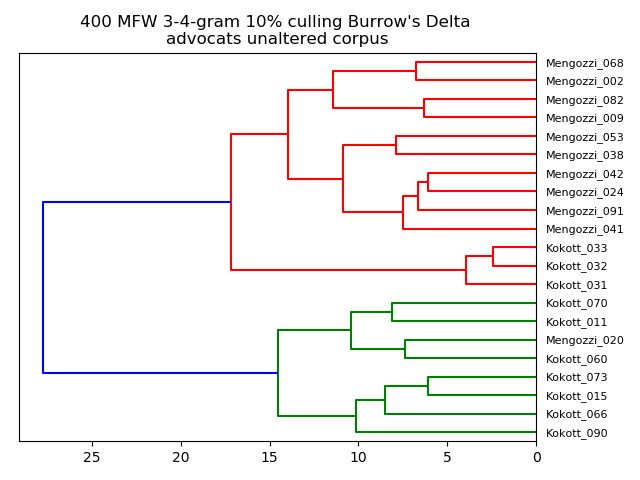 400 MFW 3-4-gram 10% culling Burrow's Delta
advocats unaltered corpus
Mengozzi_068
Mengozzi_002
Mengozzi_082
Mengozzi_009
Mengozzi_053
Mengozzi_038
Mengozzi_042
Mengozzi_024
Mengozzi_091
Mengozzi_041
Kokott_033
Kokott_032
Kokott_031
Kokott_070
Kokott_011
Mengozzi_020
Kokott_060
Kokott_073
Kokott_015
Kokott_066
Kokott_090
25 20 15 10 5 0